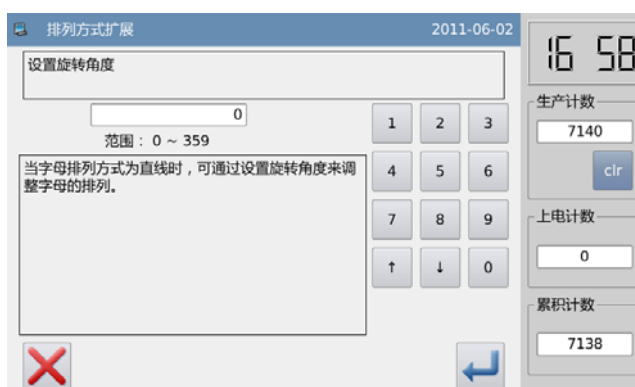 排列方式扩展 2011-06-02
设置旋转角度
0
范围：0 ~ 359
当字母排列方式为直线时，可通过设置旋转角度来调
整字母的排列。
1 2 3
4 5 6
7 8 9
↑ ↓ 0
16 58
生产计数
7140
clr
上电计数
0
累积计数
7138